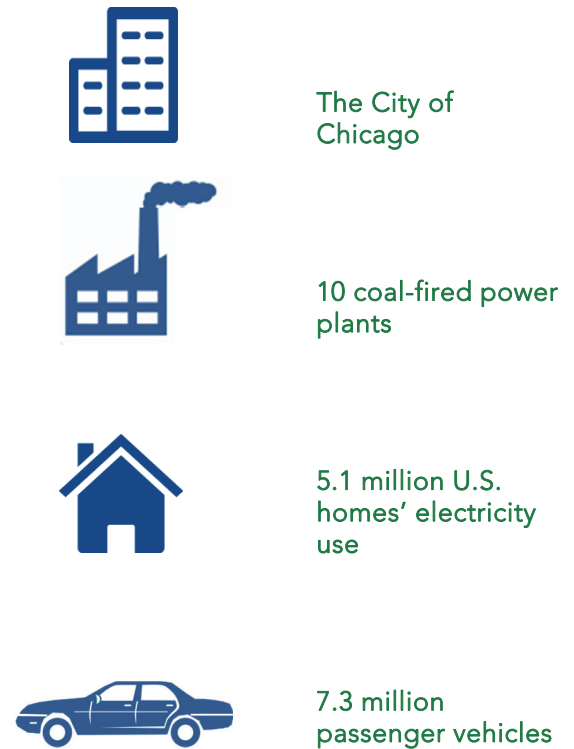 The City of
Chicago
10 coal-fired power
plants
5.1 million U.S.
homes’ electricity
use
7.3 million
passenger vehicles